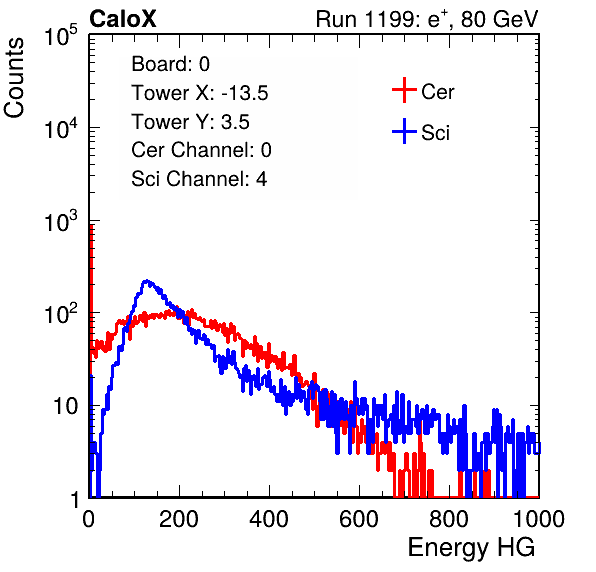 CaloX Run 1199: e⁺, 80 GeV
Counts
Board: 0
Tower X: -13.5
Tower Y: 3.5
Cer Channel: 0
Sci Channel: 4
Cer
Sci
10⁵
10⁴
10³
10²
10
1
0 200 400 600 800 1000
Energy HG